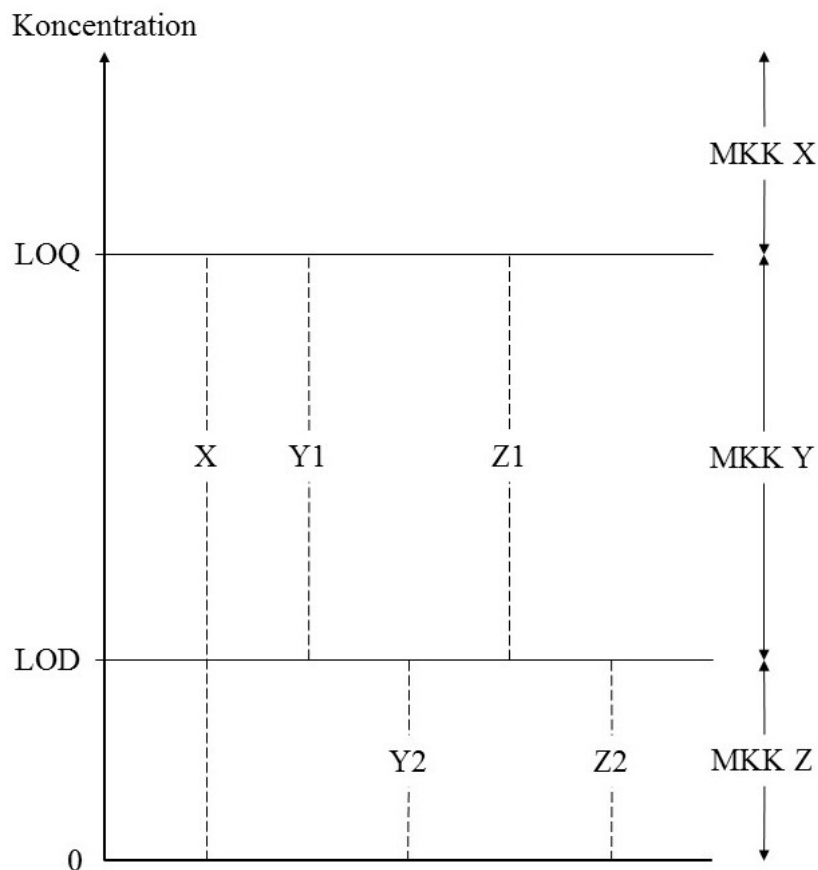 Koncentration
MKK X
LOQ
X
Y1
Z1
MKK Y
LOD
Y2
Z2
MKK Z
0